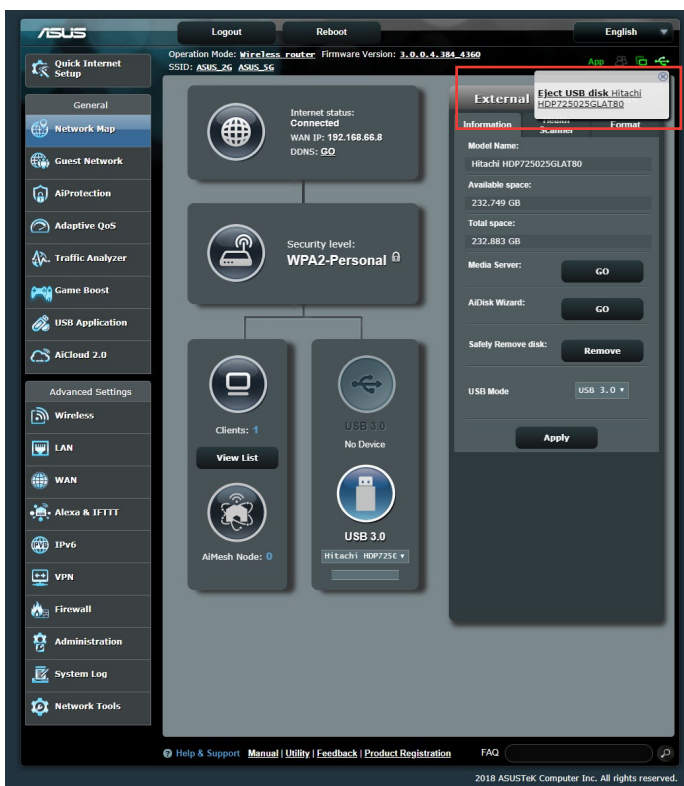 ASUS
Logout
Reboot
English
Operation Mode: Wireless router Firmware Version: 3.0.0.4.384_4360
SSID: ASUS_2G ASUS_5G
App
Quick Internet
Setup
General
Network Map
Guest Network
AiProtection
Adaptive QoS
Traffic Analyzer
Game Boost
USB Application
AiCloud 2.0
Advanced Settings
Wireless
LAN
WAN
Alexa & IFTTT
IPv6
VPN
Firewall
Administration
System Log
Network Tools
Internet status:
Connected
WAN IP: 192.168.66.8
DDNS: GO
Security level:
WPA2-Personal
Clients: 1
View List
AiMesh Node: 0
USB 3.0
No Device
USB 3.0
Hitachi HDP725
External
Eject USB disk Hitachi
HDP725025GLAT80
Information
Health
Scanner
Format
Model Name:
Hitachi HDP725025GLAT80
Available space:
232.749 GB
Total space:
232.883 GB
Media Server:
GO
AiDisk Wizard:
GO
Safely Remove disk:
Remove
USB Mode
USB 3.0
Apply
Help & Support Manual | Utility | Feedback | Product Registration
FAQ
2018 ASUSTeK Computer Inc. All rights reserved.